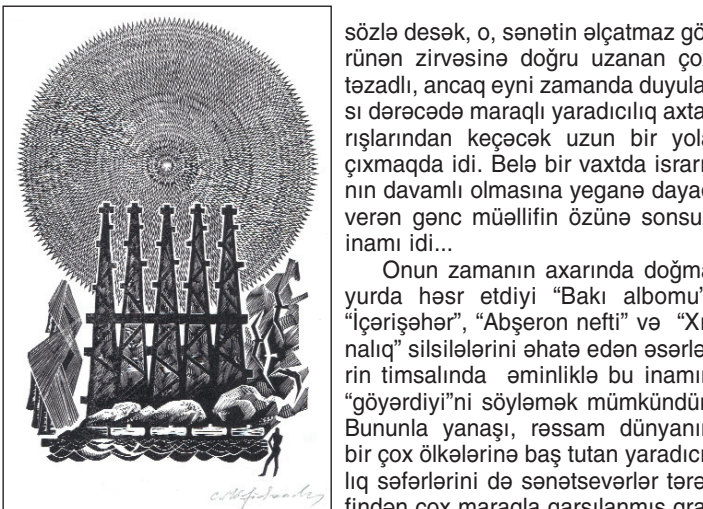 sözlə desək, o, sənətin əlçatmaz gö
rünən zirvəsinə doğru uzanan çox
təzadlı, ancaq eyni zamanda duyula
sı dərəcədə maraqlı yaradıcılıq axta
rışlarından keçəcək uzun bir yola
çıxmaqda idi. Belə bir vaxtda israrı
nın davamlı olmasına yeganə dayaq
verən gənc müəllifin özünə sonsu
inamı idi...
Onun zamanın axarında doğma
yurda həsr etdiyi “Bakı albomu”
“İçərişəhər”, “Abşeron nefti” və “Xı
nalıq” silsilələrini əhatə edən əsərlə
rin timsalında əminliklə bu inamın
“göyərdiyi”ni söyləmək mümkündür
Bununla yanaşı, rəssam dünyanın
bir çox ölkələrinə baş tutan yaradıcı
lıq səfərlərini də sənətsevərlər tərə
findən çox maraqla qarşılanmış qra